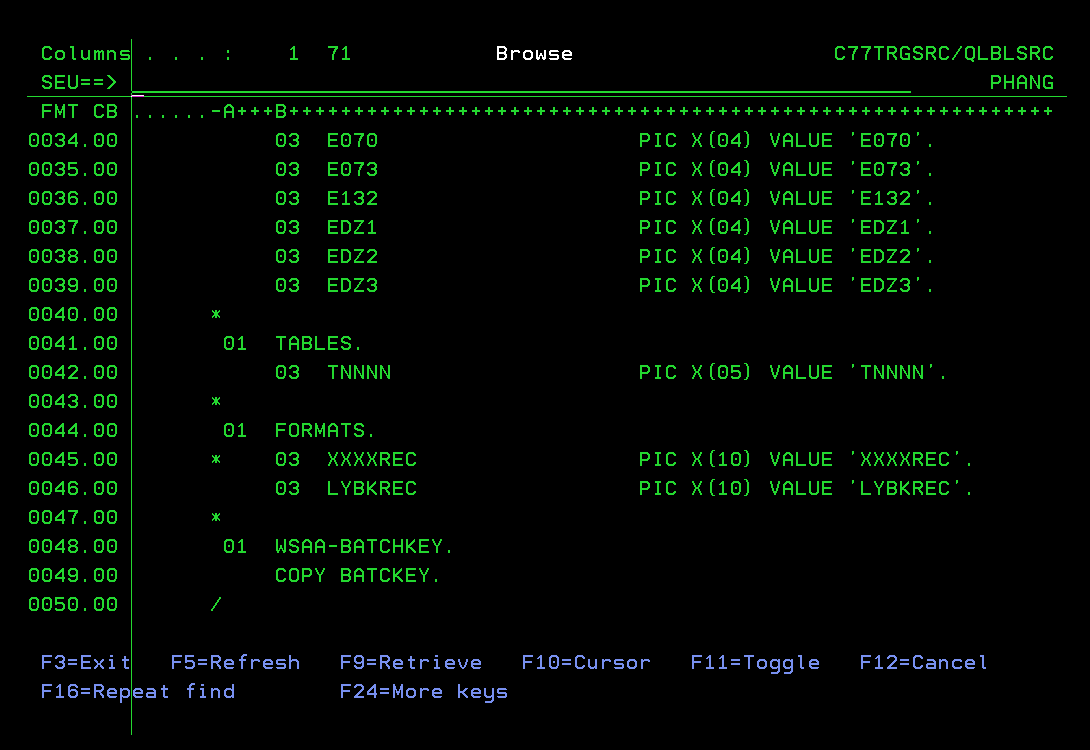 Columns . . . :    1  71           Browse                    C77TRGSRC/QLBLSRC
SEU==>                                                                   PHANG
FMT CB ......-A+++B+++++++++++++++++++++++++++++++++++++++++++++++++++++++++++
0034.00            03  E070                    PIC X(04) VALUE 'E070'.
0035.00            03  E073                    PIC X(04) VALUE 'E073'.
0036.00            03  E132                    PIC X(04) VALUE 'E132'.
0037.00            03  EDZ1                    PIC X(04) VALUE 'EDZ1'.
0038.00            03  EDZ2                    PIC X(04) VALUE 'EDZ2'.
0039.00            03  EDZ3                    PIC X(04) VALUE 'EDZ3'.
0040.00       *
0041.00        01  TABLES.
0042.00            03  TNNNN                   PIC X(05) VALUE 'TNNNN'.
0043.00       *
0044.00        01  FORMATS.
0045.00       *    03  XXXXREC                 PIC X(10) VALUE 'XXXXREC'.
0046.00            03  LYBKREC                 PIC X(10) VALUE 'LYBKREC'.
0047.00       *
0048.00        01  WSAA-BATCHKEY.
0049.00            COPY BATCKEY.
0050.00       /
F3=Exit   F5=Refresh   F9=Retrieve   F10=Cursor   F11=Toggle   F12=Cancel
F16=Repeat find        F24=More keys